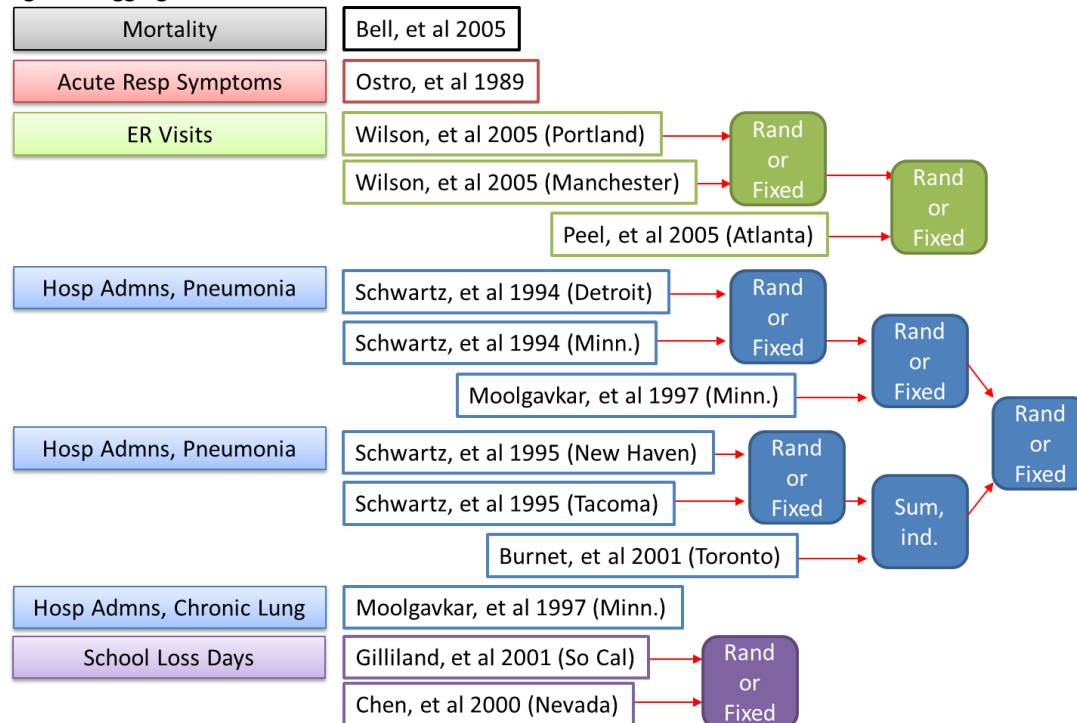 Mortality
Bell, et al 2005
Acute Resp Symptoms
Ostro, et al 1989
ER Visits
Wilson, et al 2005 (Portland)
Wilson, et al 2005 (Manchester)
Rand
or
Fixed
Rand
or
Fixed
Peel, et al 2005 (Atlanta)
Hosp Admns, Pneumonia
Schwartz, et al 1994 (Detroit)
Schwartz, et al 1994 (Minn.)
Rand
or
Fixed
Moolgavkar, et al 1997 (Minn.)
Rand
or
Fixed
Rand
or
Fixed
Hosp Admns, Pneumonia
Schwartz, et al 1995 (New Haven)
Schwartz, et al 1995 (Tacoma)
Rand
or
Fixed
Burnet, et al 2001 (Toronto)
Sum,
ind.
Hosp Admns, Chronic Lung
Moolgavkar, et al 1997 (Minn.)
School Loss Days
Gilliland, et al 2001 (So Cal)
Chen, et al 2000 (Nevada)
Rand
or
Fixed